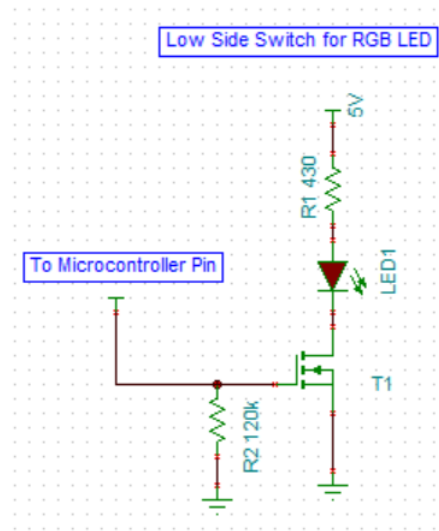 Low Side Switch for RGB LED
5V
R1 430
LED1
To Microcontroller Pin
T1
R2 120k